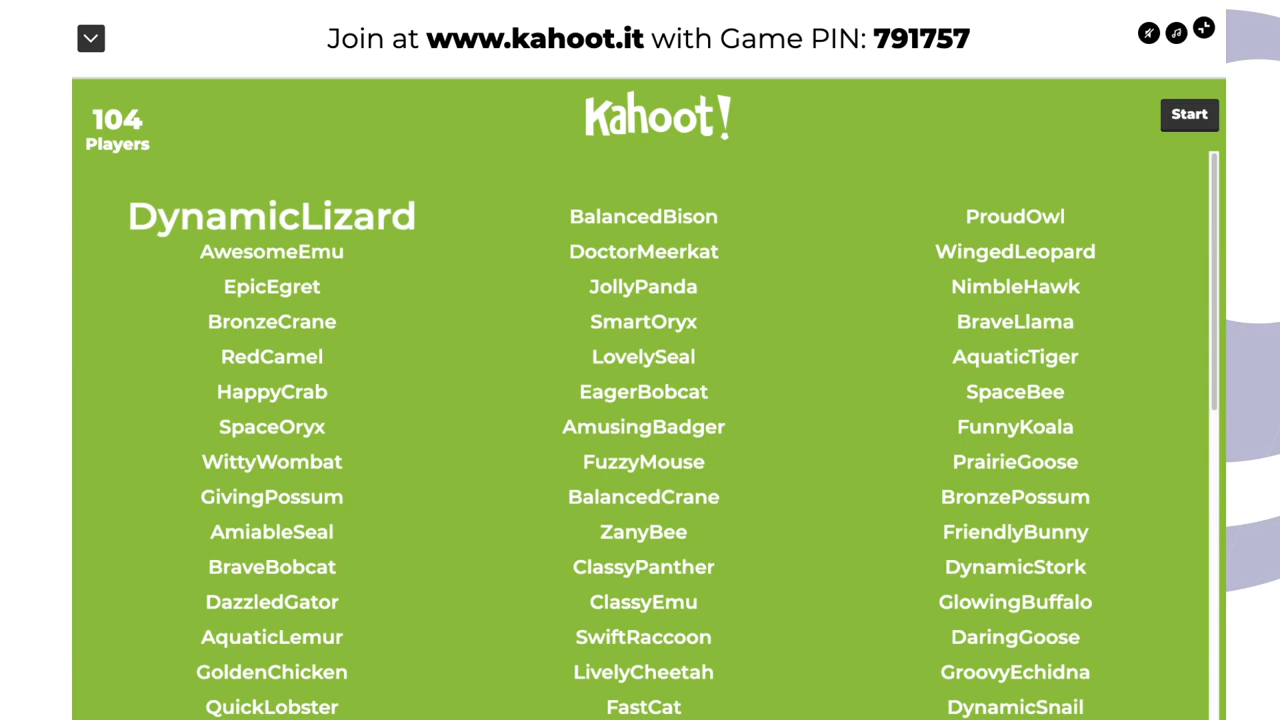 Join at www.kahoot.it with Game PIN: 791757
104
Players
Kahoot!
Start
DynamicLizard BalancedBison ProudOwl
AwesomeEmu DoctorMeerkat WingedLeopard
EpicEgret JollyPanda NimbleHawk
BronzeCrane SmartOryx BraveLlama
RedCamel LovelySeal AquaticTiger
HappyCrab EagerBobcat SpaceBee
SpaceOryx AmusingBadger FunnyKoala
WittyWombat FuzzyMouse PrairieGoose
GivingPossum BalancedCrane BronzePossum
AmiableSeal ZanyBee FriendlyBunny
BraveBobcat ClassyPanther DynamicStork
DazzledGator ClassyEmu GlowingBuffalo
AquaticLemur SwiftRaccoon DaringGoose
GoldenChicken LivelyCheetah GroovyEchidna
QuickLobster FastCat DynamicSnail